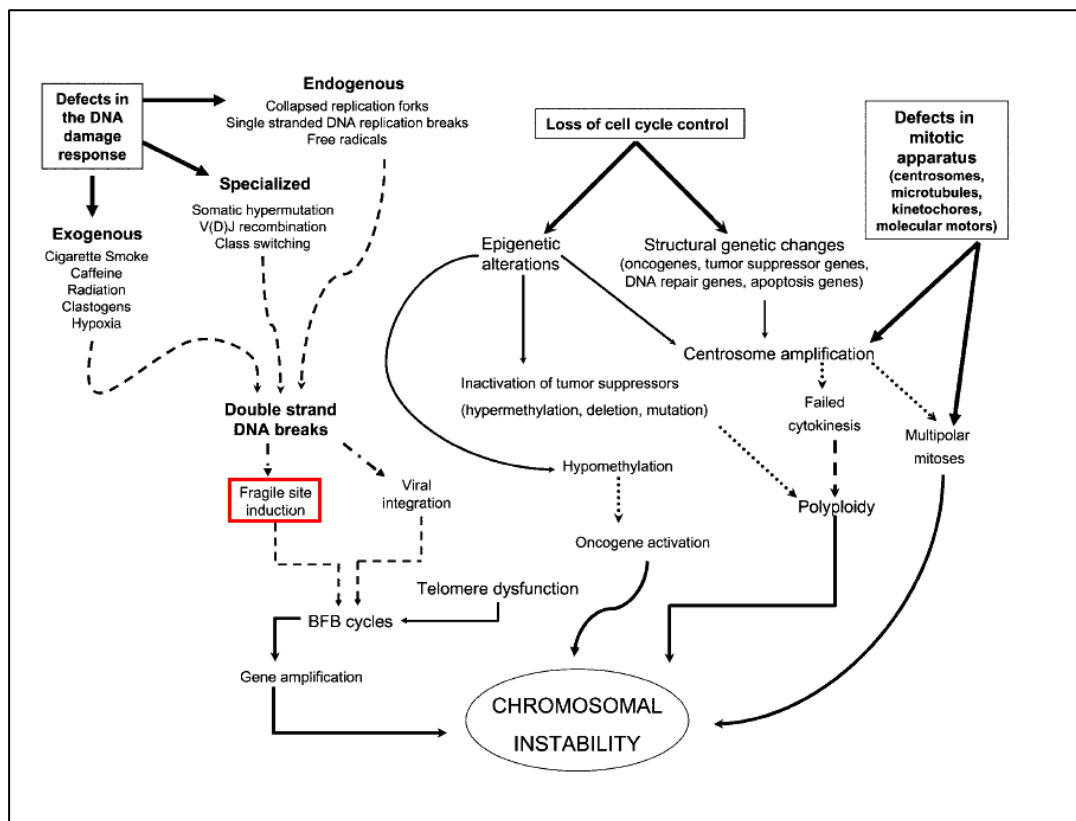 Defects in
the DNA
damage
response
Endogenous
Collapsed replication forks
Single stranded DNA replication breaks
Free radicals
Specialized
Somatic hypermutation
V(D)J recombination
Class switching
Exogenous
Cigarette Smoke
Caffeine
Radiation
Clastogens
Hypoxia
Double strand
DNA breaks
Fragile site
induction
Viral
integration
Telomere dysfunction
BFB cycles
Gene amplification
Loss of cell cycle control
Epigenetic
alterations
Structural genetic changes
(oncogenes, tumor suppressor genes,
DNA repair genes, apoptosis genes)
Defects in
mitotic
apparatus
(centrosomes,
microtubules,
kinetochores,
molecular motors)
Centrosome amplification
Inactivation of tumor suppressors
(hypermethylation, deletion, mutation)
Failed
cytokinesis
Multipolar
mitoses
Hypomethylation
Polyploidy
Oncogene activation
CHROMOSOMAL
INSTABILITY